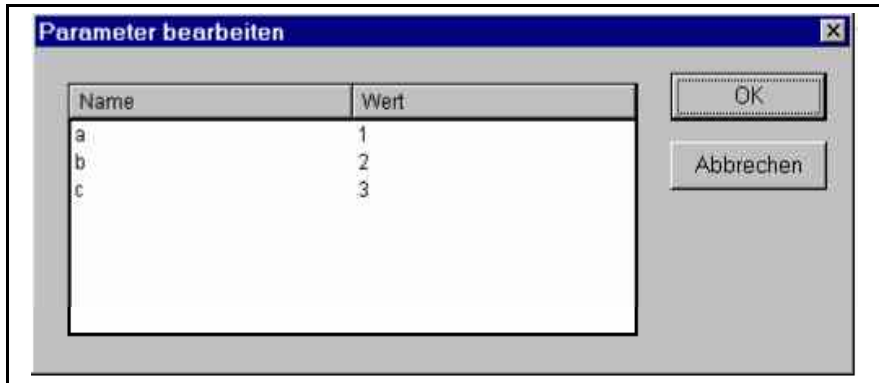 Parameter bearbeiten
Name Wert
a 1
b 2
c 3
OK
Abbrechen